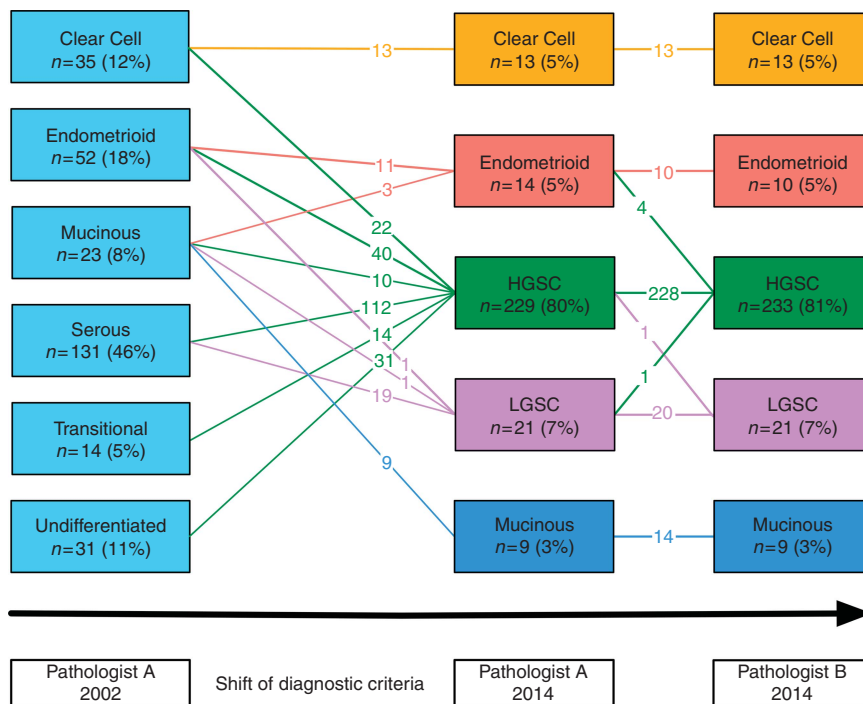 Clear Cell
n=35 (12%)
13
Clear Cell
n=13 (5%)
13
Clear Cell
n=13 (5%)
Endometrioid
n=52 (18%)
11
3
Endometrioid
n=14 (5%)
10
4
Endometrioid
n=10 (5%)
Mucinous
n=23 (8%)
22
40
10
112
14
31
HGSC
n=229 (80%)
228
1
HGSC
n=233 (81%)
Serous
n=131 (46%)
1
1
19
LGSC
n=21 (7%)
1
20
LGSC
n=21 (7%)
Transitional
n=14 (5%)
9
Undifferentiated
n=31 (11%)
Mucinous
n=9 (3%)
14
Mucinous
n=9 (3%)
Pathologist A
2002
Shift of diagnostic criteria
Pathologist A
2014
Pathologist B
2014